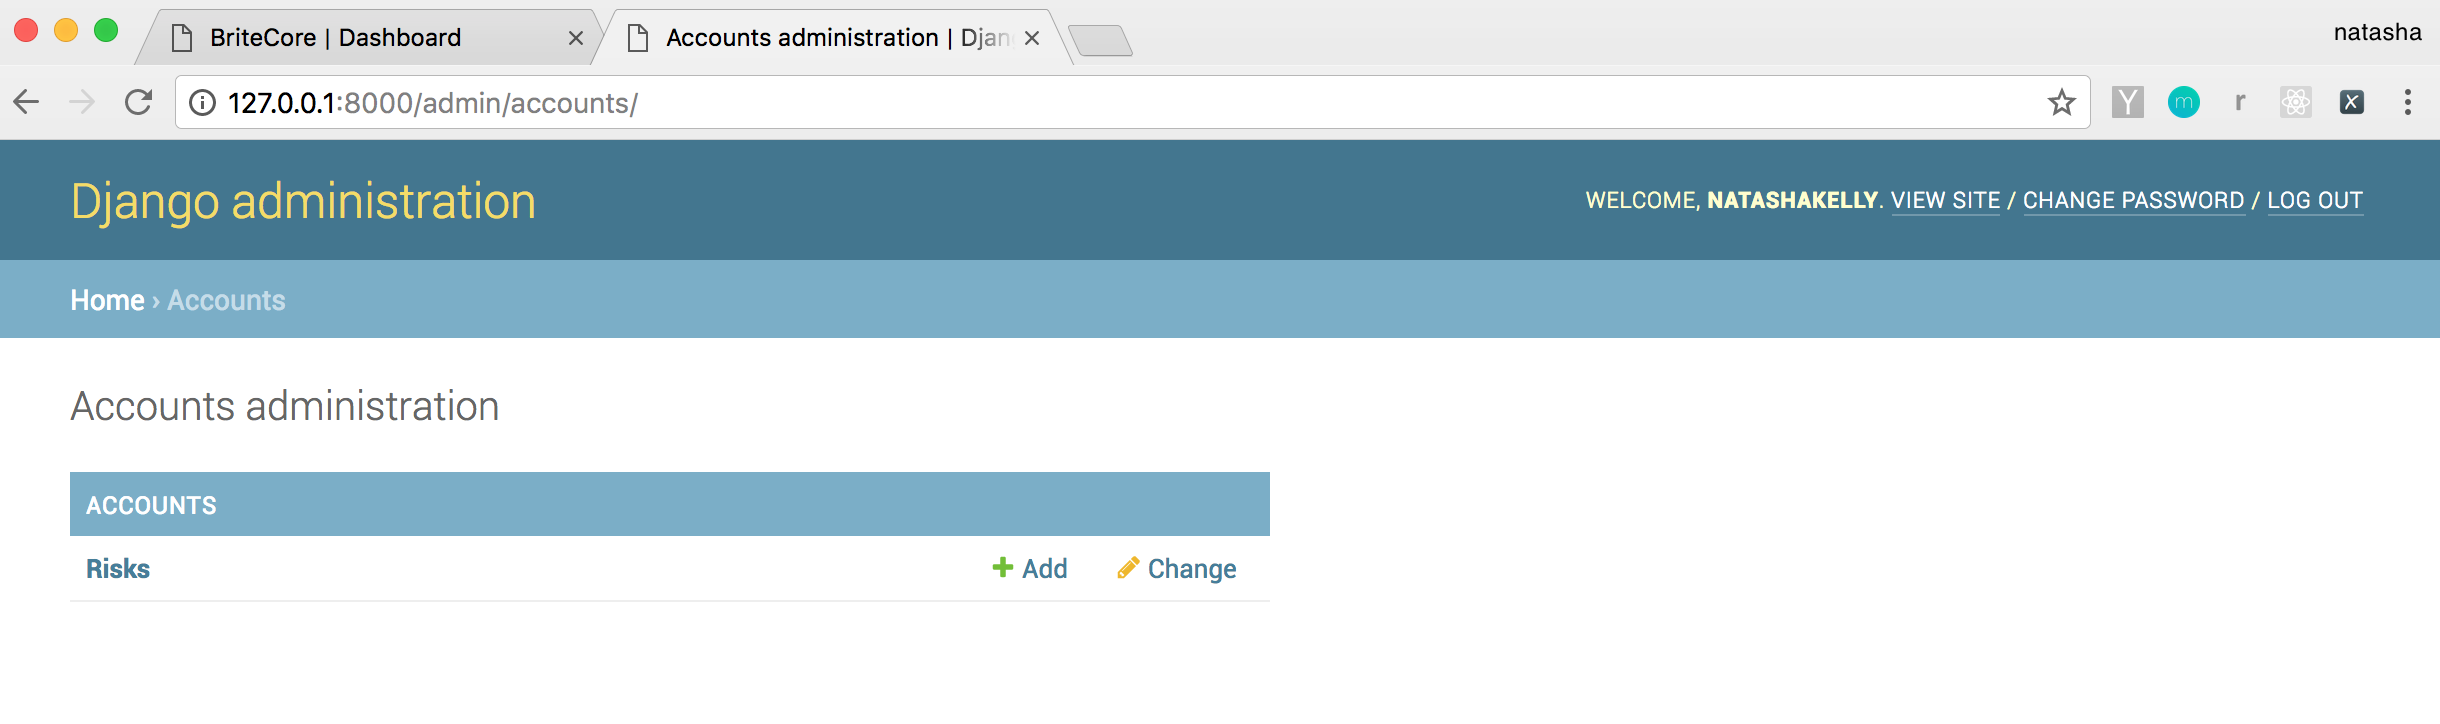 BriteCore | Dashboard
Accounts administration | Djan
natasha
127.0.0.1:8000/admin/accounts/
Y
m
r
X
Django administration
WELCOME, NATASHAKELLY. VIEW SITE / CHANGE PASSWORD / LOG OUT
Home › Accounts
Accounts administration
ACCOUNTS
Risks
Add
Change